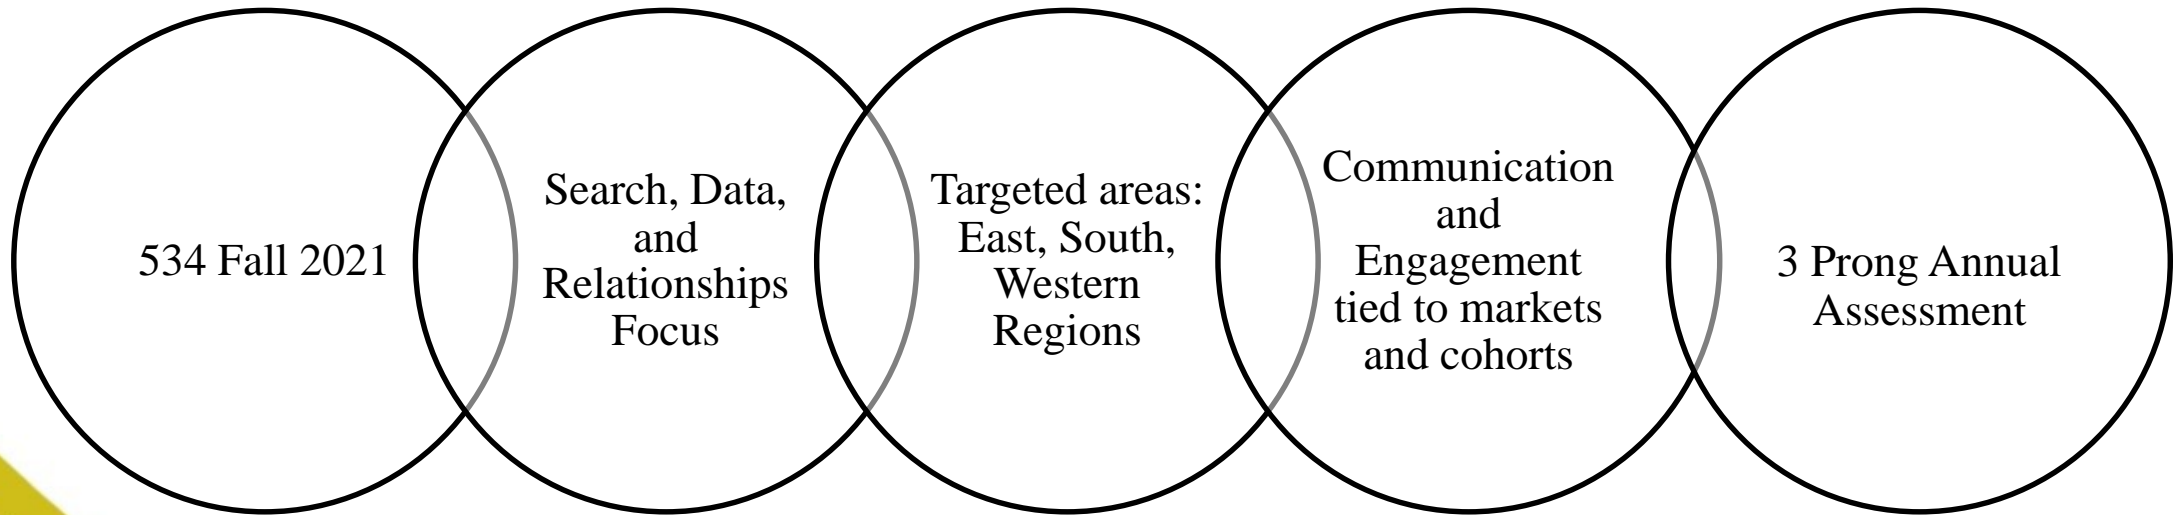 534 Fall 2021
Search, Data,
and
Relationships
Focus
Targeted areas:
East, South,
Western
Regions
Communication
and
Engagement
tied to markets
and cohorts
3 Prong Annual
Assessment